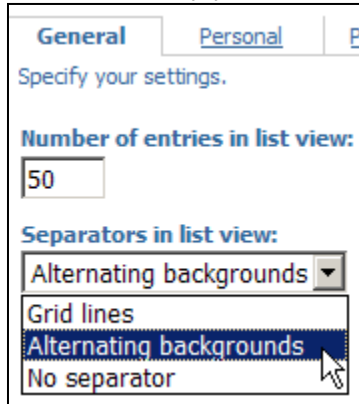 General Personal
Specify your settings.
Number of entries in list view:
50
Separators in list view:
Alternating backgrounds
Grid lines
Alternating backgrounds
No separator